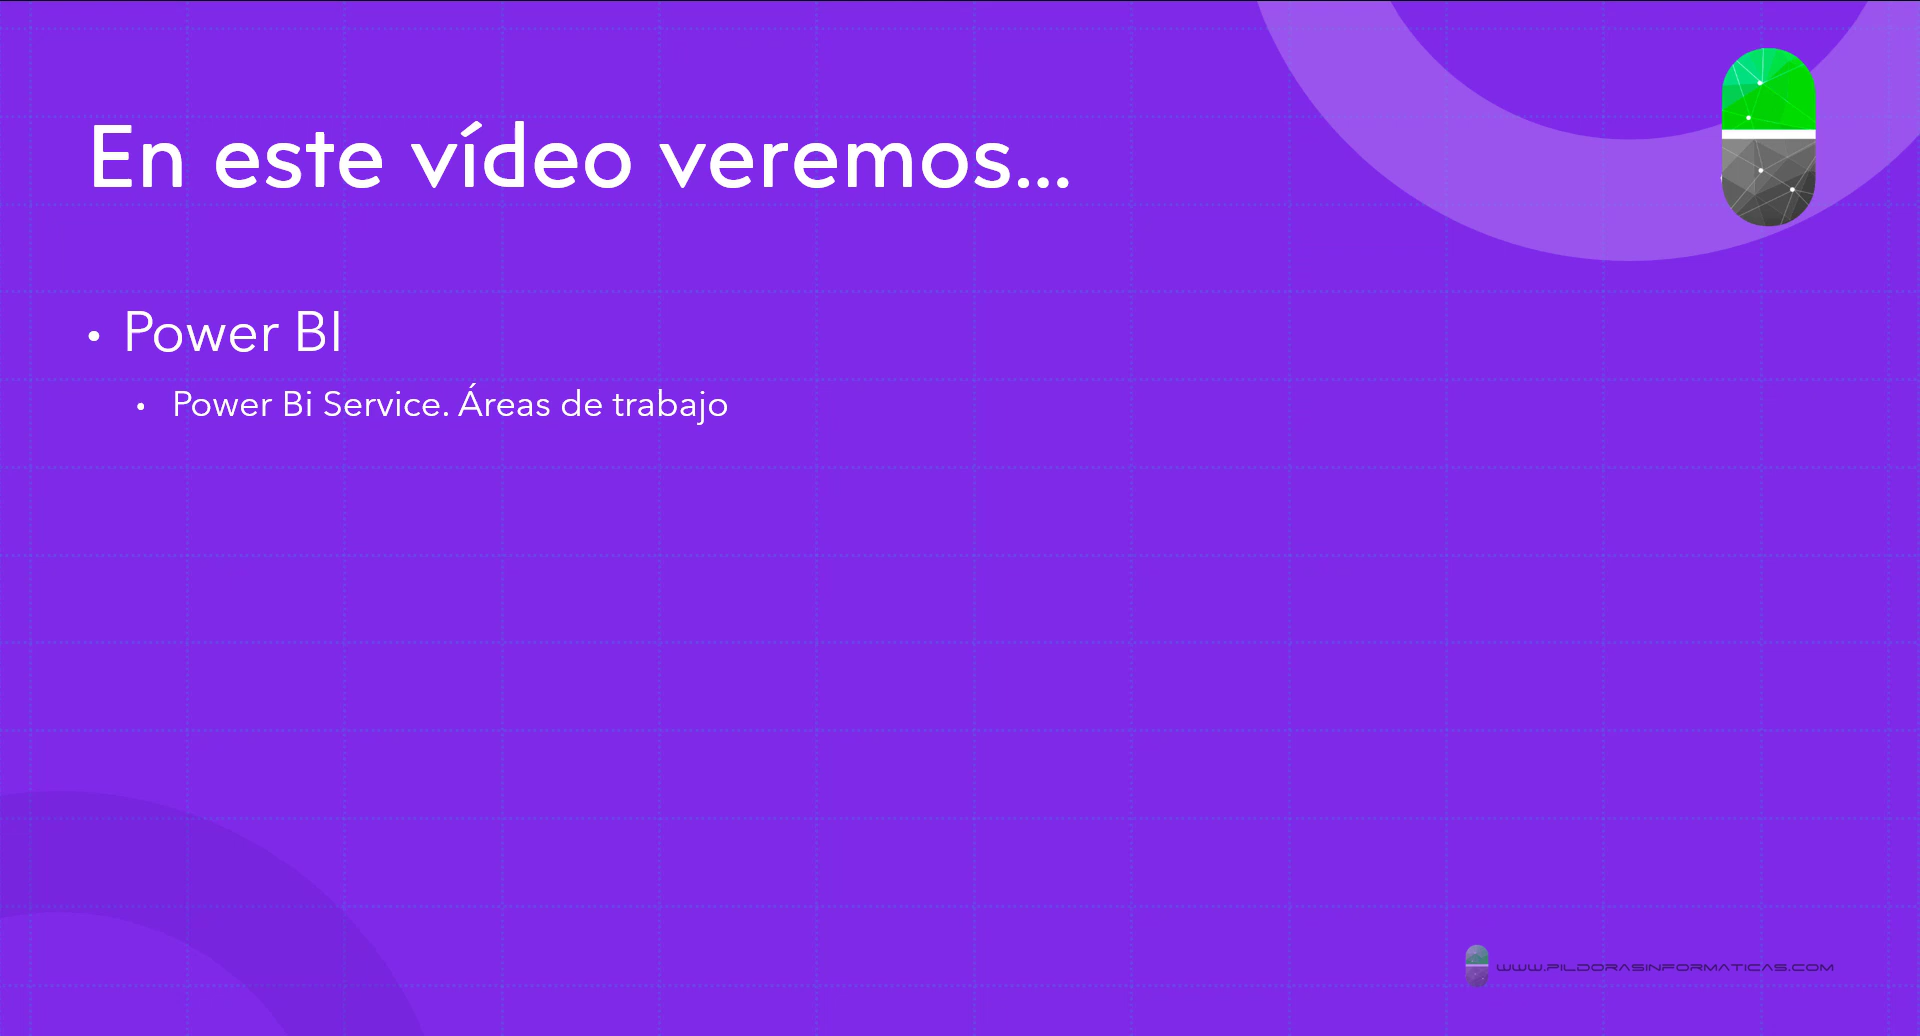 En este vídeo veremos...
• Power BI
• Power Bi Service. Áreas de trabajo
WWW.PILDORASINFORMATICAS.COM